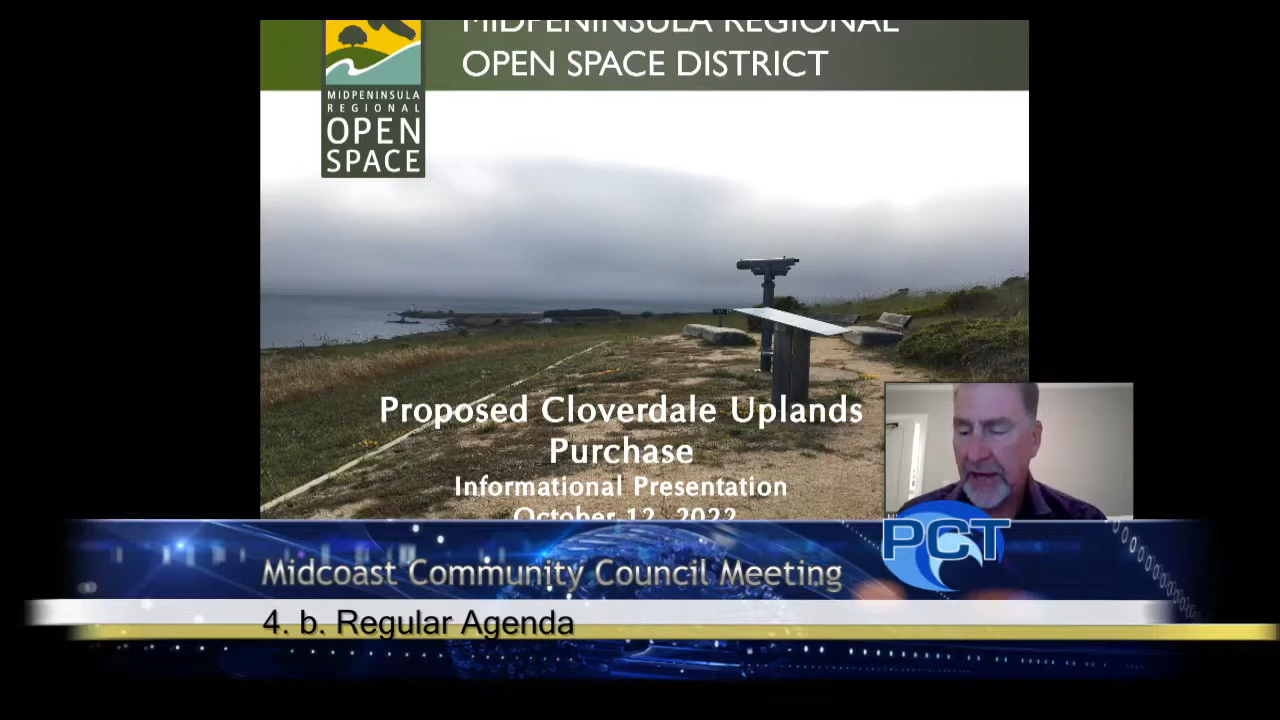 MIDPENINSULA REGIONAL
OPEN SPACE DISTRICT
MIDPENINSULA
REGIONAL
OPEN
SPACE
Proposed Cloverdale Uplands
Purchase
Informational Presentation
October 12, 2022
PCT
Midcoast Community Council Meeting
4. b. Regular Agenda